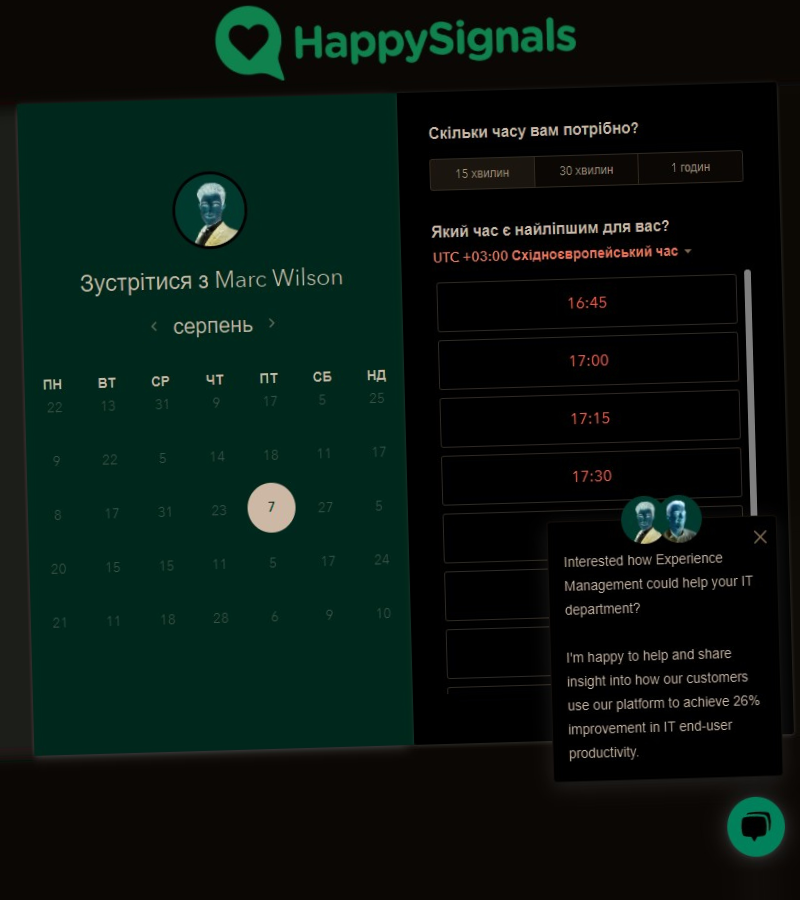 HappySignals
Зустрітися з Marc Wilson
серпень
ПН ВТ СР ЧТ ПТ СБ НД
22 13 31 9 17 5 25
9 22 5 14 18 11 17
8 17 31 23 7 27 5
20 15 15 11 5 17 24
21 11 18 28 6 9 10
Скільки часу вам потрібно?
15 хвилин 30 хвилин 1 годин
Який час є найліпшим для вас?
UTC +03:00 Східноєвропейський час
16:45
17:00
17:15
17:30
Interested how Experience
Management could help your IT
department?
I'm happy to help and share
insight into how our customers
use our platform to achieve 26%
improvement in IT end-user
productivity.